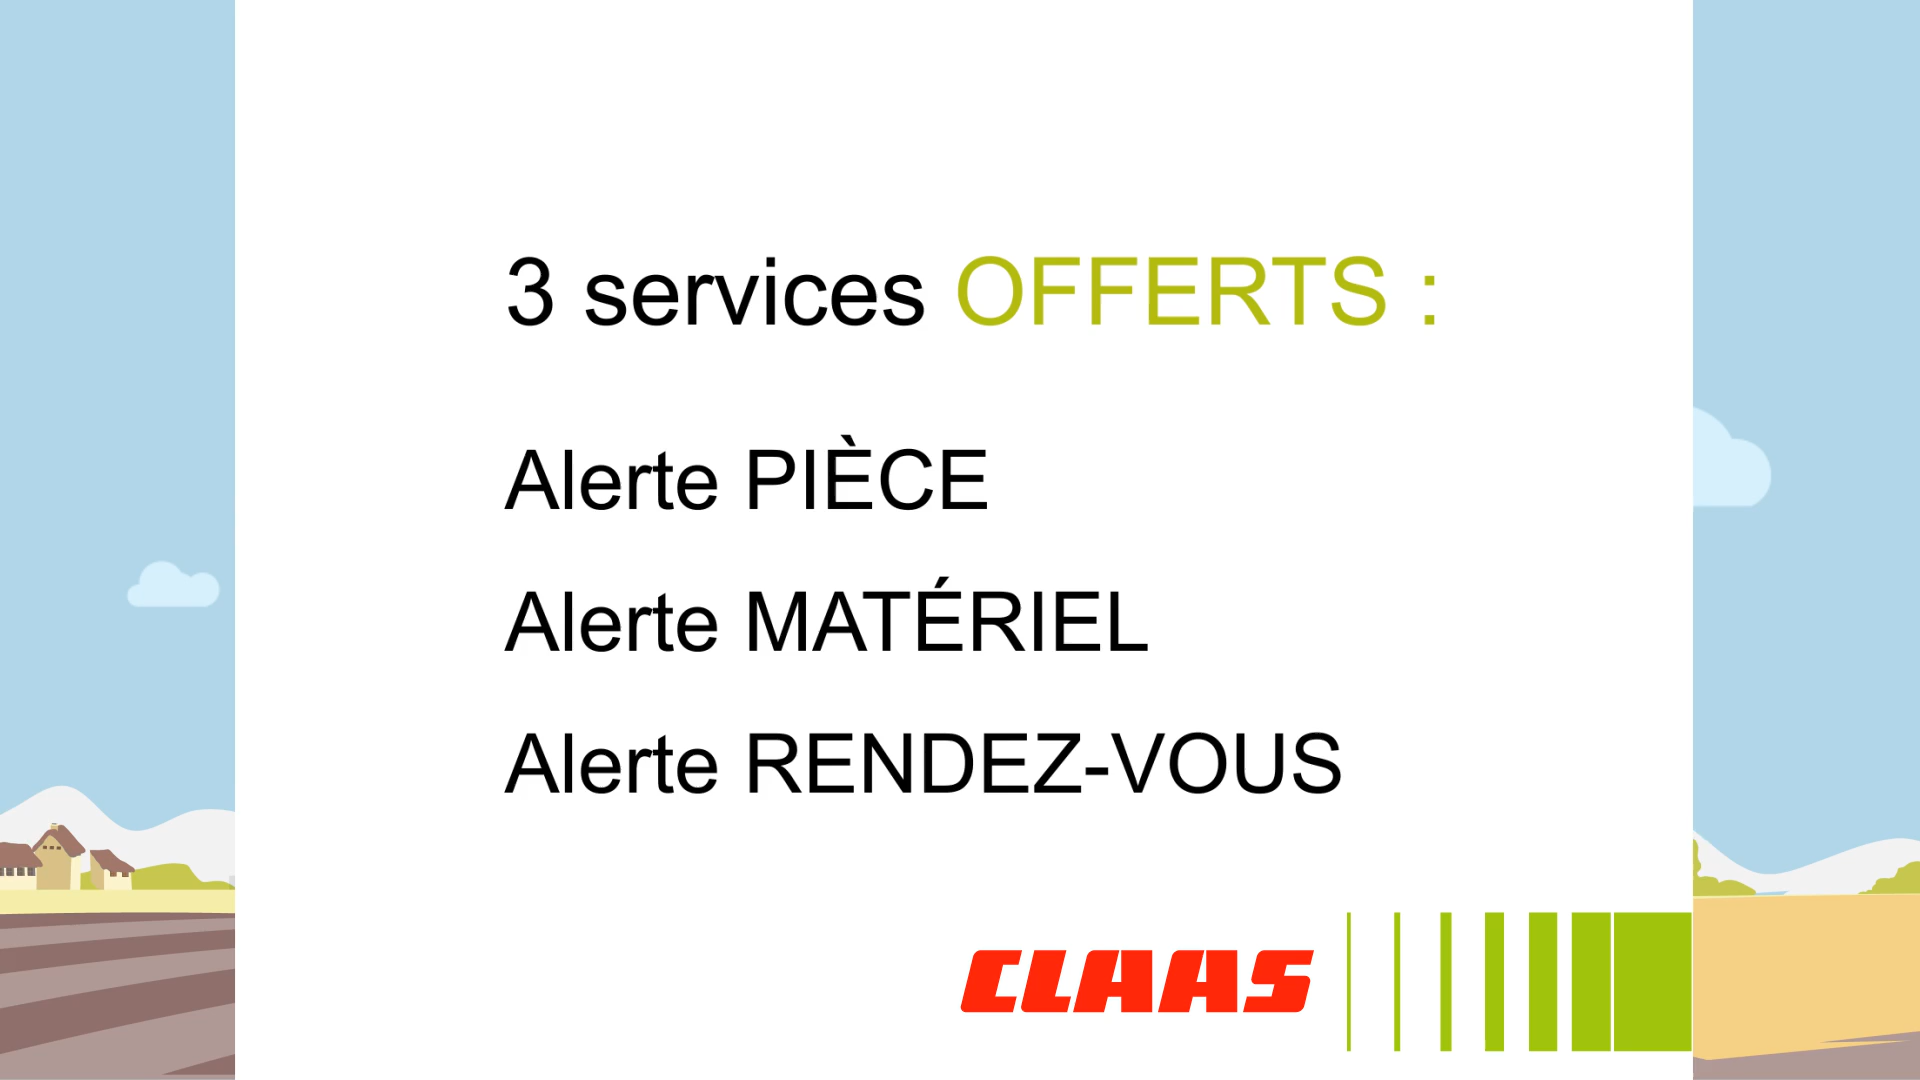 3 services OFFERTS :
Alerte PIÈCE
Alerte MATÉRIEL
Alerte RENDEZ-VOUS
CLAAS